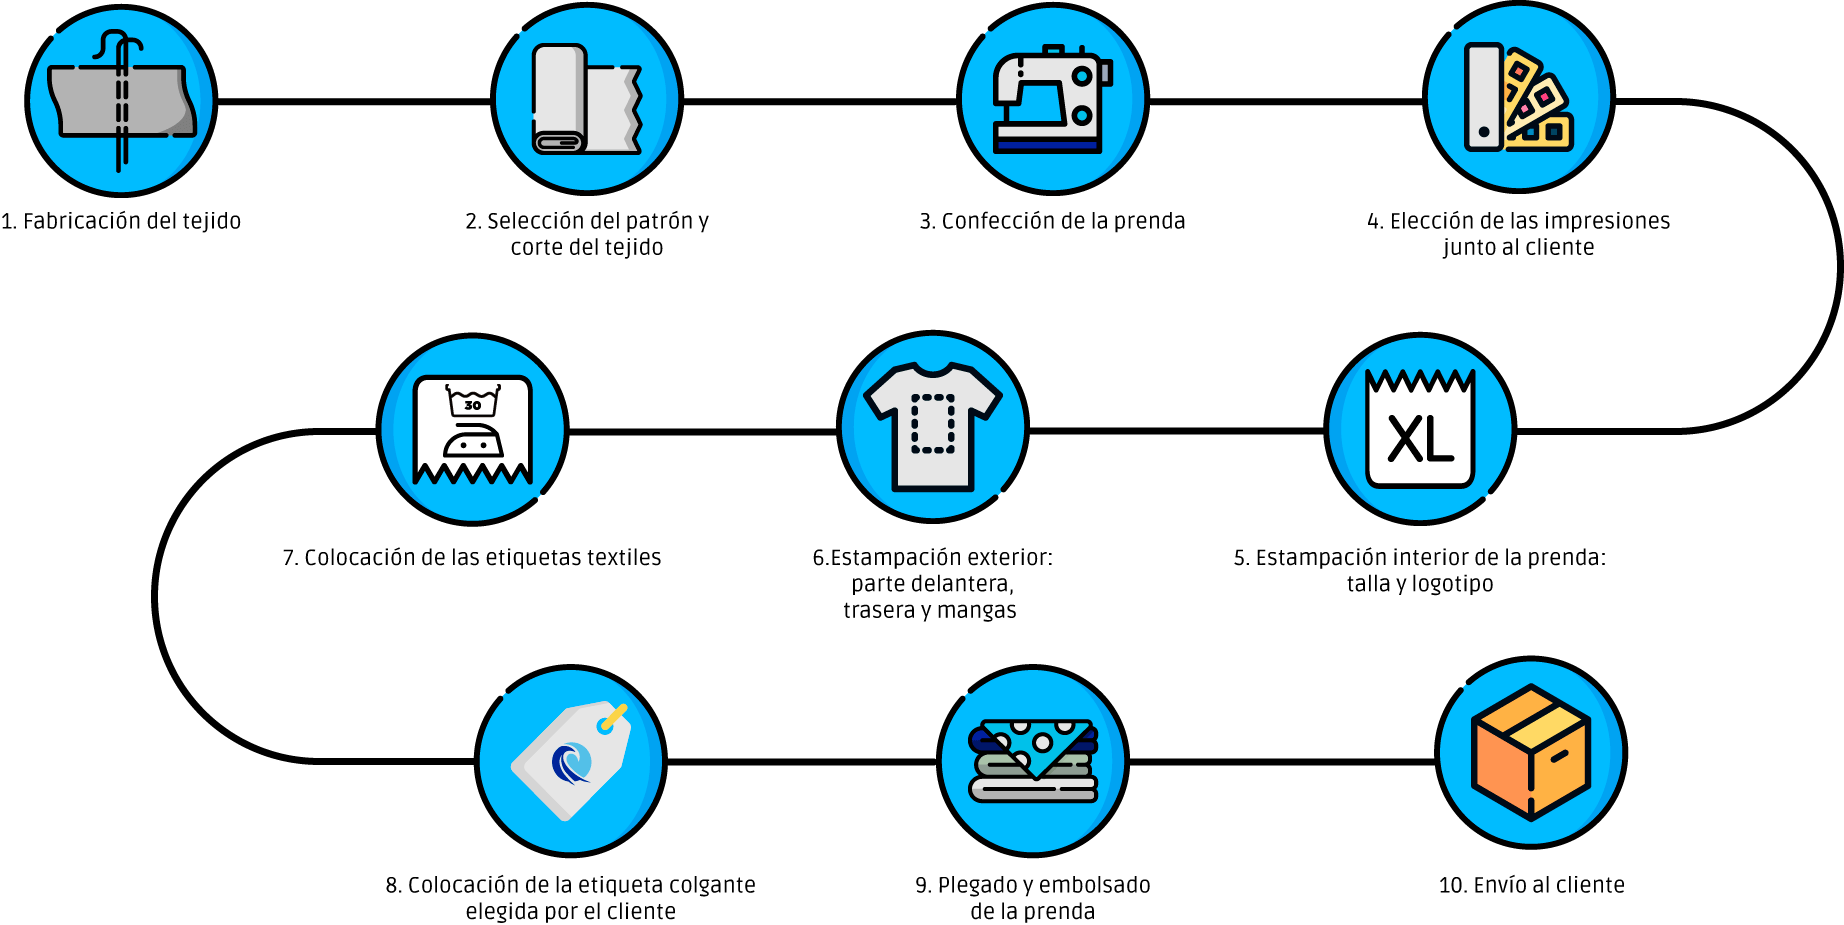 1. Fabricación del tejido
2. Selección del patrón y
corte del tejido
3. Confección de la prenda
4. Elección de las impresiones
junto al cliente
5. Estampación interior de la prenda:
talla y logotipo
XL
6.Estampación exterior:
parte delantera,
trasera y mangas
30
7. Colocación de las etiquetas textiles
8. Colocación de la etiqueta colgante
elegida por el cliente
9. Plegado y embolsado
de la prenda
10. Envío al cliente